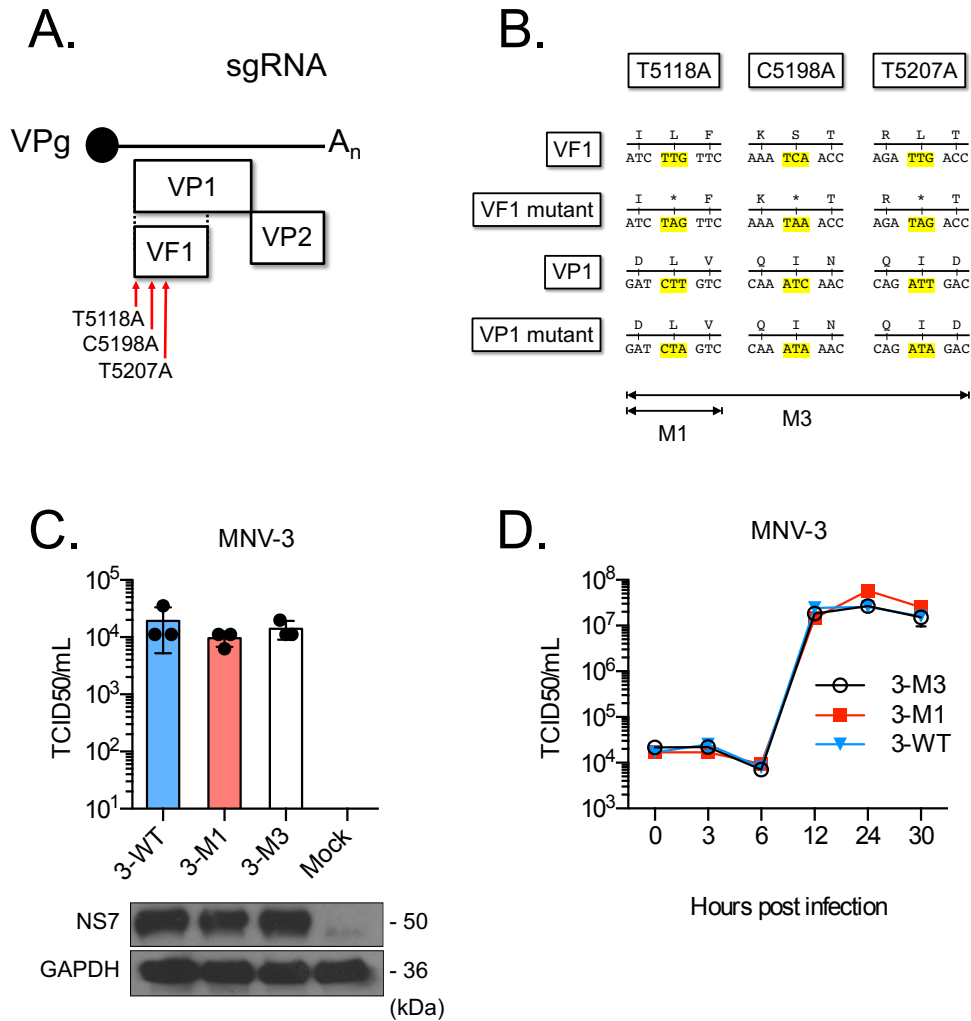 A.
sgRNA
VPg
An
VP1
VF1
VP2
T5118A
C5198A
T5207A
B.
T5118A C5198A T5207A
I L F K S T R L T
VF1
ATC TTG TTC AAA TCA ACC AGA TTG ACC
I * F K * T R * T
VF1 mutant
ATC TAG TTC AAA TAA ACC AGA TAG ACC
D L V Q I N Q I D
VP1
GAT CTT GTC CAA ATC AAC CAG ATT GAC
D L V Q I N Q I D
VP1 mutant
GAT CTA GTC CAA ATA AAC CAG ATA GAC
M3
M1
C.
MNV-3
TCID50/mL
10^5
10^4
10^3
10^2
10^1
3-WT 3-M1 3-M3 Mock
NS7 - 50
GAPDH - 36
(kDa)
D.
MNV-3
TCID50/mL
10^8
10^7
10^6
10^5
10^4
10^3
3-M3
3-M1
3-WT
0 3 6 12 24 30
Hours post infection